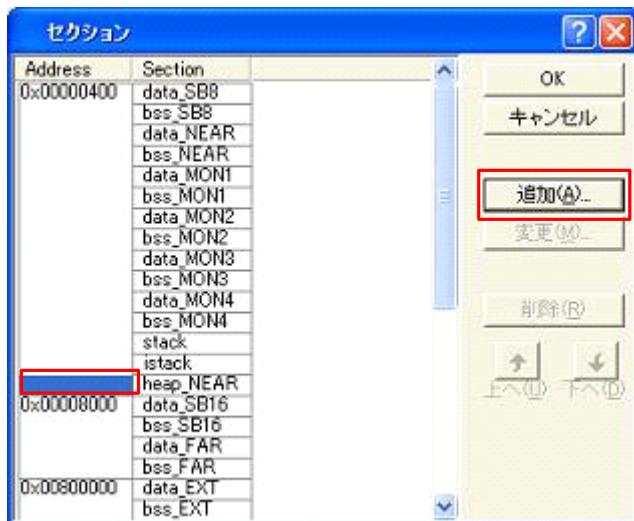 セクション
Address Section
0x00000400 data_SB8
bss_SB8
data_NEAR
bss_NEAR
data_MON1
bss_MON1
data_MON2
bss_MON2
data_MON3
bss_MON3
data_MON4
bss_MON4
stack
istack
heap_NEAR
0x00008000 data_SB16
bss_SB16
data_FAR
bss_FAR
0x00800000 data_EXT
bss_EXT
OK
キャンセル
追加(A)...
変更(M)...
削除(R)
上へ(U) 下へ(D)